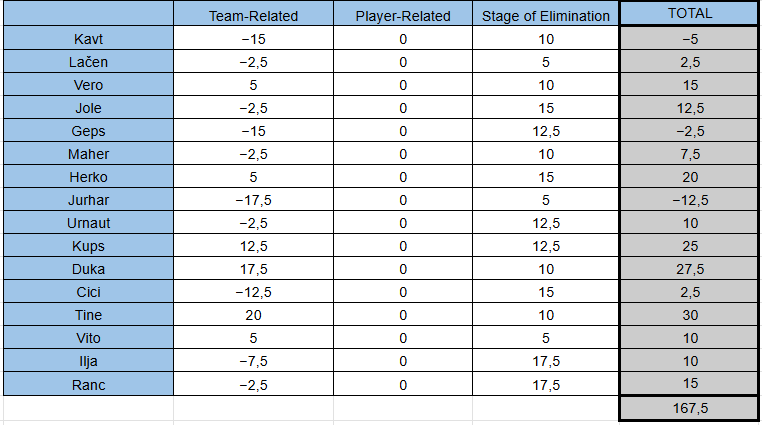 Team-Related Player-Related Stage of Elimination TOTAL
Kavt −15 0 10 −5
Lačen −2,5 0 5 2,5
Vero 5 0 10 15
Jole −2,5 0 15 12,5
Geps −15 0 12,5 −2,5
Maher −2,5 0 10 7,5
Herko 5 0 15 20
Jurhar −17,5 0 5 −12,5
Urnaut −2,5 0 12,5 10
Kups 12,5 0 12,5 25
Duka 17,5 0 10 27,5
Cici −12,5 0 15 2,5
Tine 20 0 10 30
Vito 5 0 5 10
Ilja −7,5 0 17,5 10
Ranc −2,5 0 17,5 15
167,5